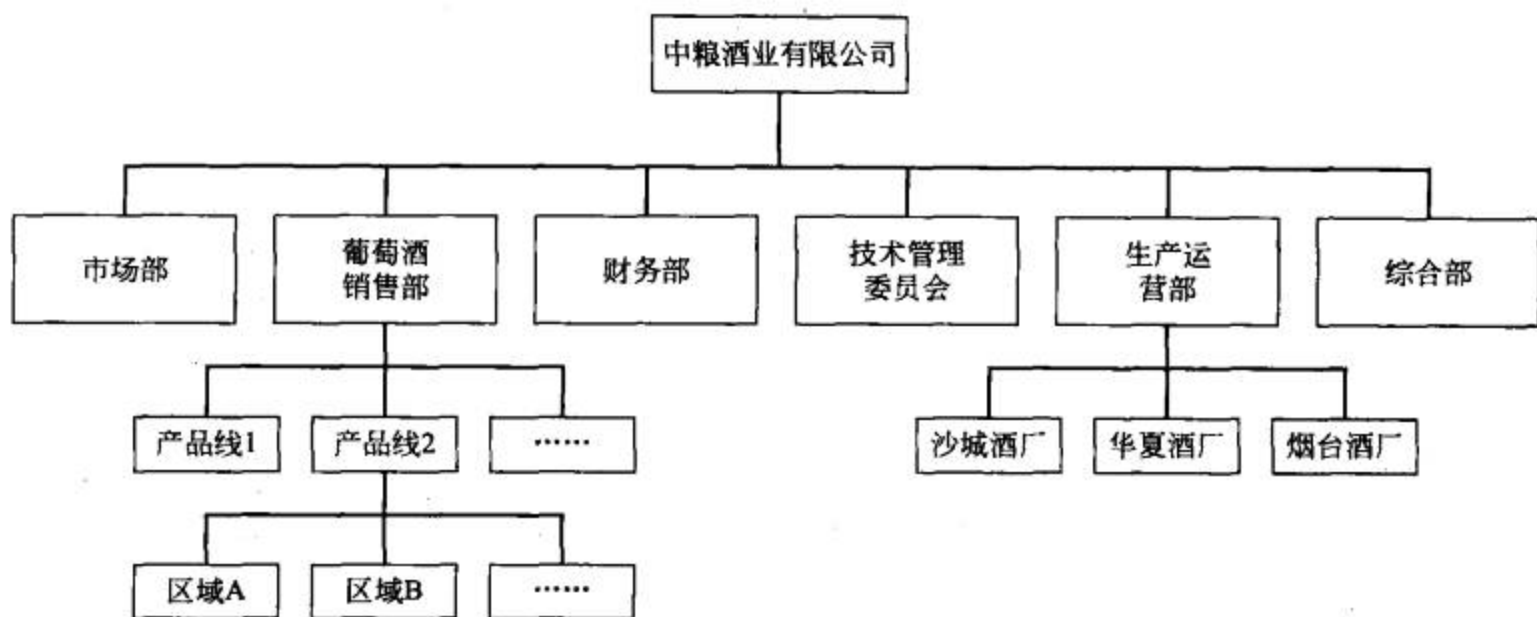 中粮酒业有限公司
市场部
葡萄酒
销售部
财务部
技术管理
委员会
生产运
营部
综合部
产品线1
产品线2
……
沙城酒厂
华夏酒厂
烟台酒厂
区域A
区域B
……